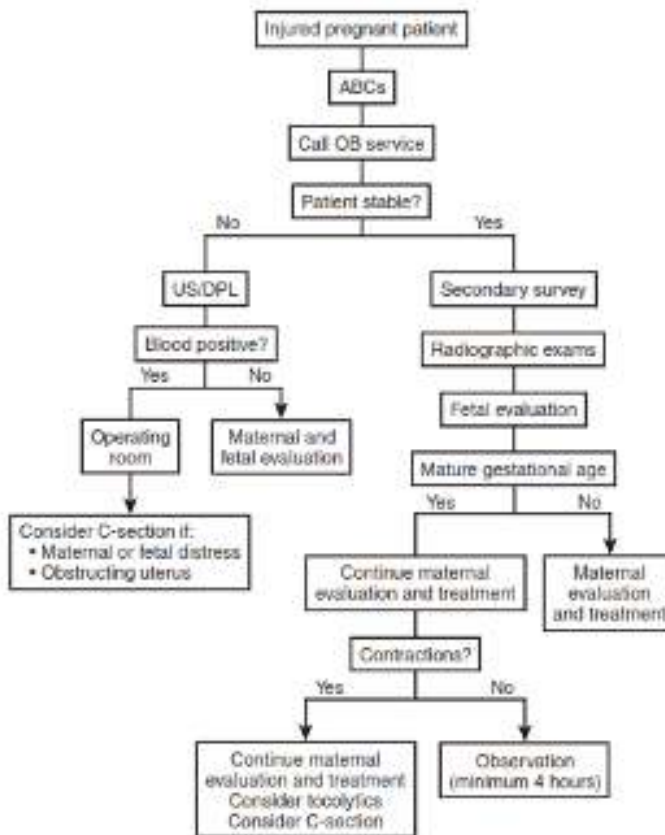 Injured pregnant patient
ABCs
Call OB service
Patient stable?
No
Yes
US/DPL
Secondary survey
Blood positive?
Radiographic exams
Yes
No
Fetal evaluation
Operating
room
Maternal and
fetal evaluation
Mature gestational age
Yes
No
Consider C-section if:
• Maternal or fetal distress
• Obstructing uterus
Continue maternal
evaluation and treatment
Maternal
evaluation
and treatment
Contractions?
Yes
No
Continue maternal
evaluation and treatment
Consider tocolytics
Consider C-section
Observation
(minimum 4 hours)